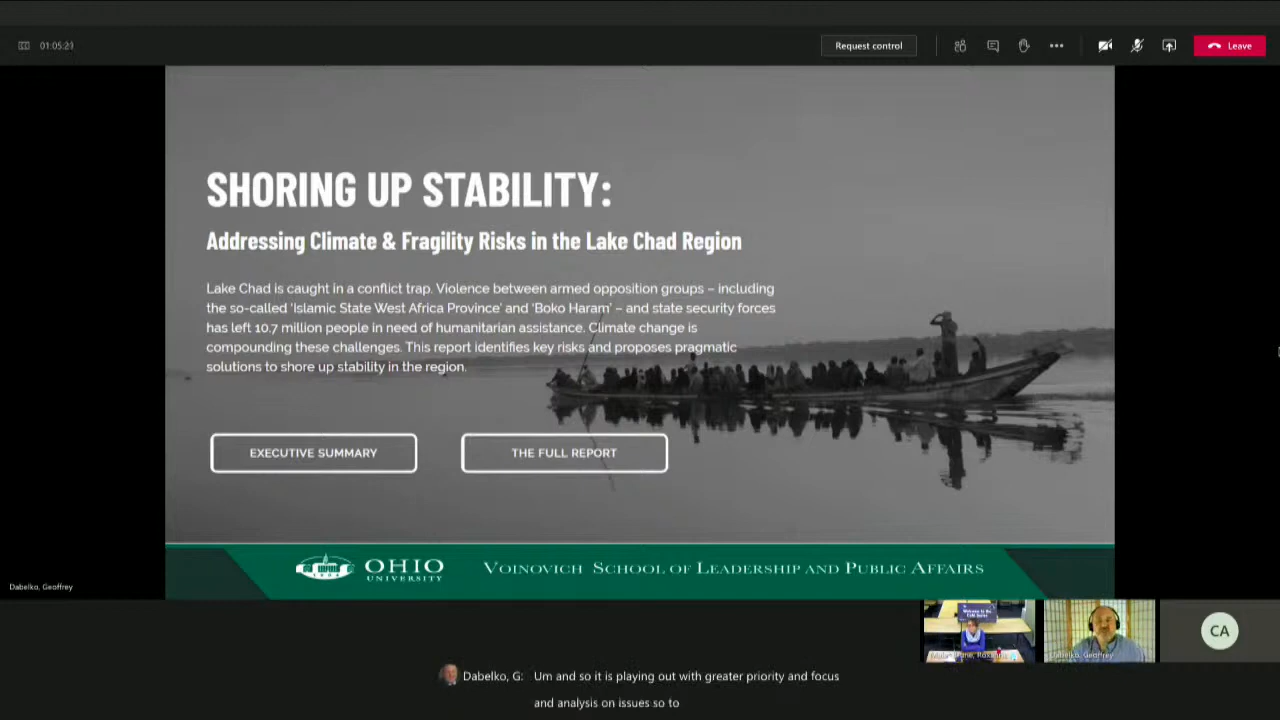 01:05:21
Request control
Leave
SHORING UP STABILITY:
Addressing Climate & Fragility Risks in the Lake Chad Region
Lake Chad is caught in a conflict trap. Violence between armed opposition groups – including
the so-called 'Islamic State West Africa Province' and 'Boko Haram' – and state security forces
has left 10.7 million people in need of humanitarian assistance. Climate change is
compounding these challenges. This report identifies key risks and proposes pragmatic
solutions to shore up stability in the region.
EXECUTIVE SUMMARY
THE FULL REPORT
OHIO
UNIVERSITY
VOINOVICH SCHOOL OF LEADERSHIP AND PUBLIC AFFAIRS
Dabelko, Geoffrey
Welcome to the
Dabelko, Geoffrey
CA
Dabelko, G: Um and so it is playing out with greater priority and focus
and analysis on issues so to